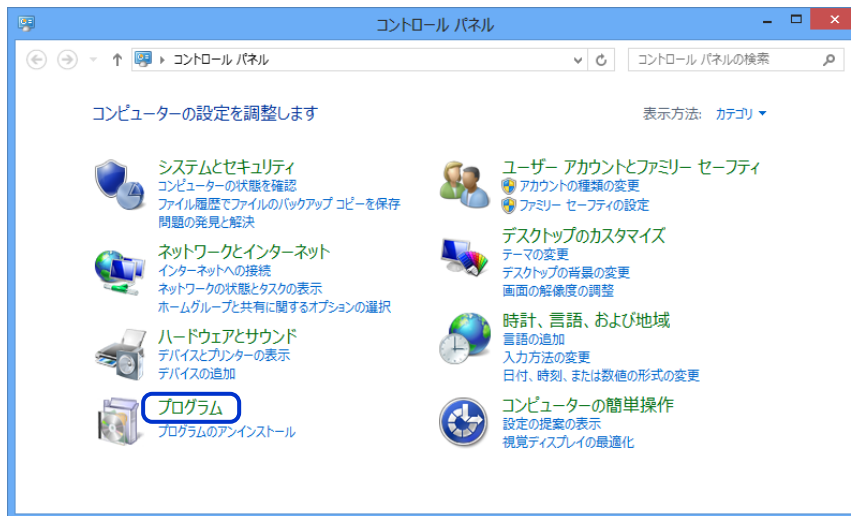 コントロール パネル
コントロール パネル
コントロール パネルの検索
コンピューターの設定を調整します
表示方法: カテゴリ
システムとセキュリティ
コンピューターの状態を確認
ファイル履歴でファイルのバックアップ コピーを保存
問題の発見と解決
ネットワークとインターネット
インターネットへの接続
ネットワークの状態とタスクの表示
ホームグループと共有に関するオプションの選択
ハードウェアとサウンド
デバイスとプリンターの表示
デバイスの追加
プログラム
プログラムのアンインストール
ユーザー アカウントとファミリー セーフティ
アカウントの種類の変更
ファミリー セーフティの設定
デスクトップのカスタマイズ
テーマの変更
デスクトップの背景の変更
画面の解像度の調整
時計、言語、および地域
言語の追加
入力方法の変更
日付、時刻、または数値の形式の変更
コンピューターの簡単操作
設定の提案の表示
視覚ディスプレイの最適化